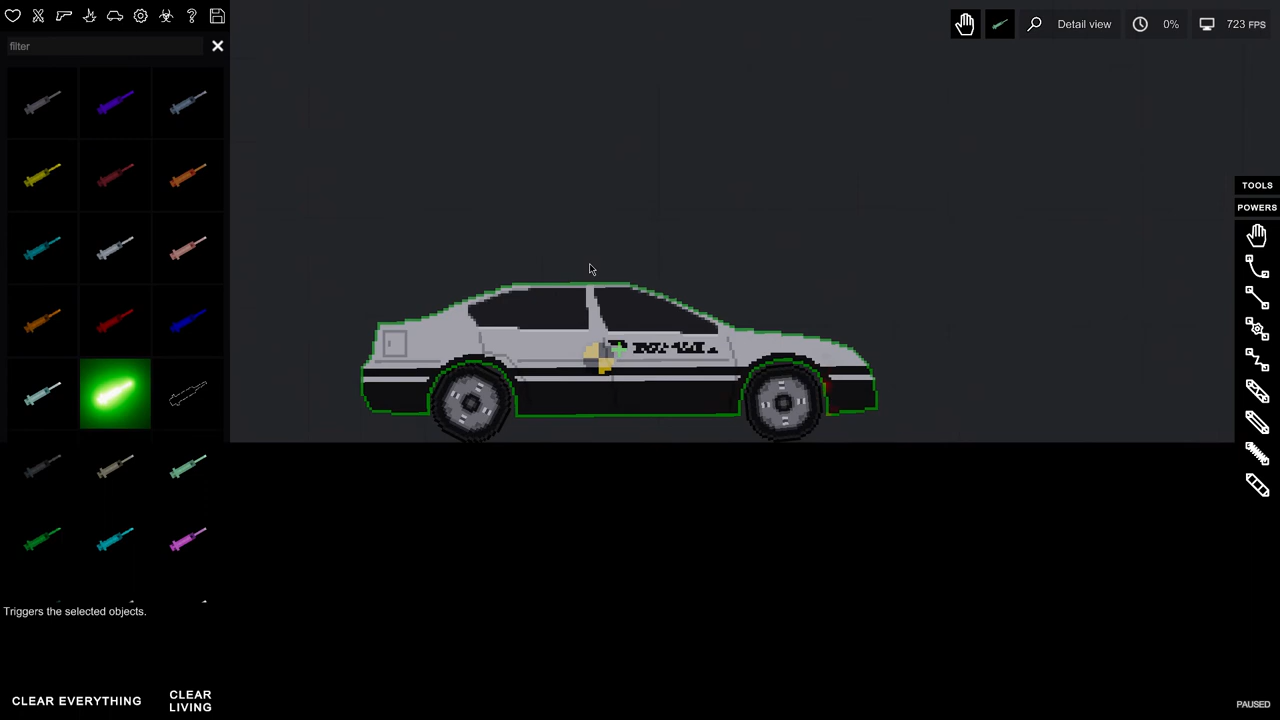 filter
Detail view
0%
723 FPS
TOOLS
POWERS
Triggers the selected objects.
CLEAR EVERYTHING
CLEAR
LIVING
PAUSED